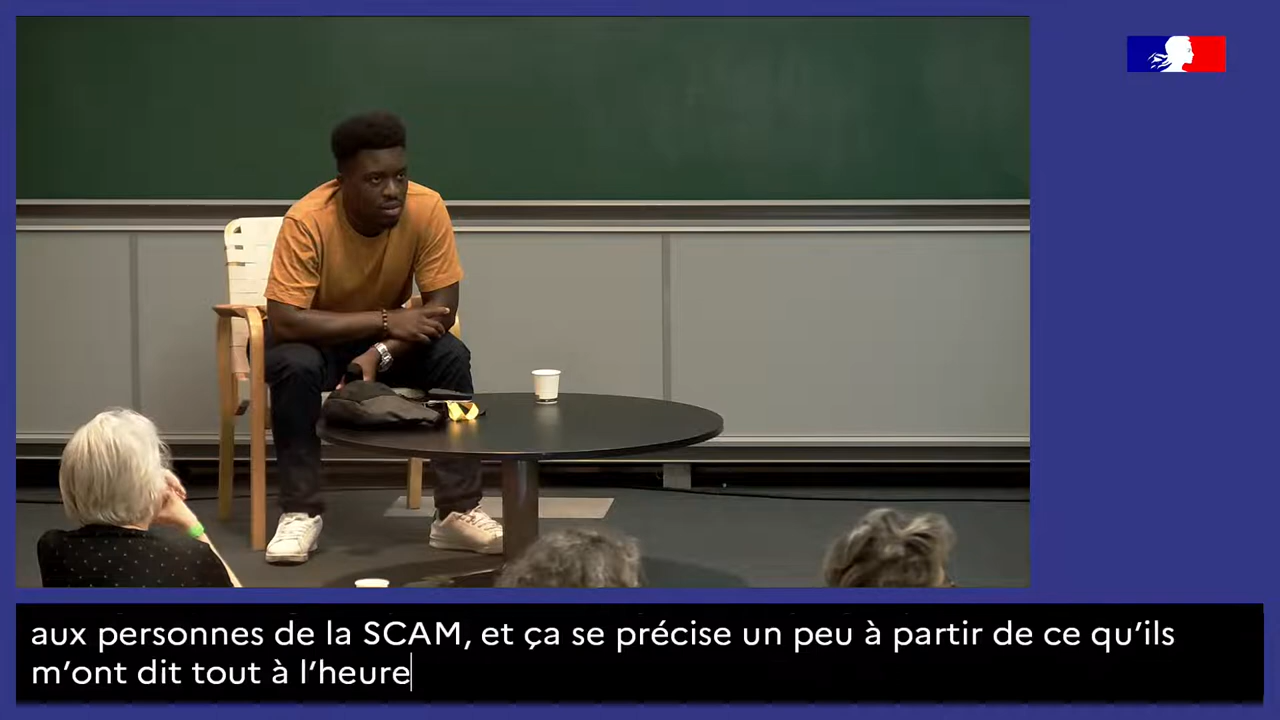 aux personnes de la SCAM, et ça se précise un peu à partir de ce qu’ils
m’ont dit tout à l’heure